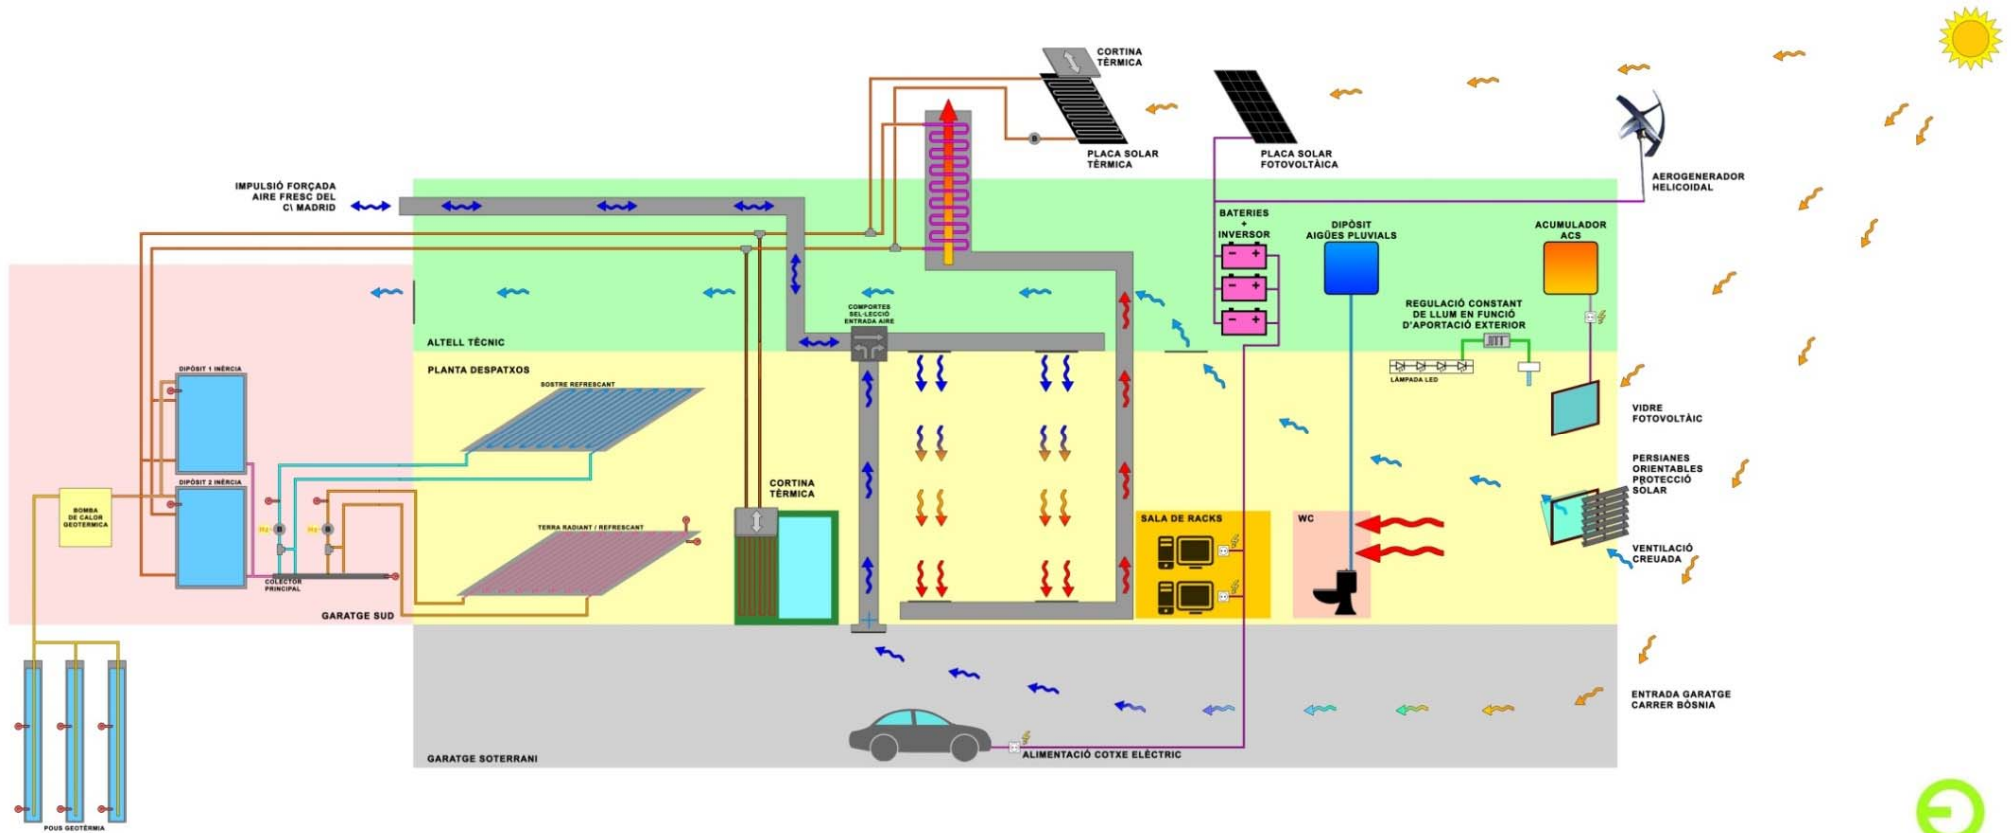 CORTINA
TÈRMICA
PLACA SOLAR
TÈRMICA
PLACA SOLAR
FOTOVOLTÀICA
AEROGENERADOR
HELICOIDAL
IMPULSIÓ FORÇADA
AIRE FRESC DEL
C\ MADRID
BATERIES
+
INVERSOR
DIPÒSIT
AIGÜES PLUVIALS
ACUMULADOR
ACS
COMPORTES
SEL·LECCIÓ
ENTRADA AIRE
REGULACIÓ CONSTANT
DE LLUM EN FUNCIÓ
D'APORTACIÓ EXTERIOR
ALTELL TÈCNIC
PLANTA DESPATXOS
LÀMPADA LED
DIPÒSIT 1 INÈRCIA
SOSTRE REFRESCANT
VIDRE
FOTOVOLTÀIC
PERSIANES
ORIENTABLES
PROTECCIÓ
SOLAR
DIPÒSIT 2 INÈRCIA
CORTINA
TÈRMICA
BOMBA
DE CALOR
GEOTERMICA
TERRA RADIANT / REFRESCANT
SALA DE RACKS
WC
VENTILACIÓ
CREUADA
COLECTOR
PRINCIPAL
GARATGE SUD
ENTRADA GARATGE
CARRER BÒSNIA
GARATGE SOTERRANI
ALIMENTACIÓ COTXE ELÈCTRIC
POUS GEOTÈRMIA